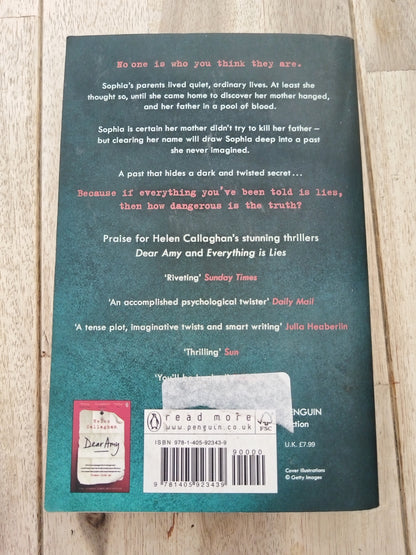 No one is who you think they are.
Sophia's parents lived quiet, ordinary lives. At least she
thought so, until she came home to discover her mother hanged,
and her father in a pool of blood.
Sophia is certain her mother didn't try to kill her father –
but clearing her name will draw Sophia deep into a past
she never imagined.
A past that hides a dark and twisted secret...
Because if everything you've been told is lies,
then how dangerous is the truth?
Praise for Helen Callaghan's stunning thrillers
Dear Amy and Everything is Lies
'Riveting' Sunday Times
'An accomplished psychological twister' Daily Mail
'A tense plot, imaginative twists and smart writing' Julia Heaberlin
'Thrilling' Sun
'You'll be
Helen
Callaghan
Dear Amy
read more
www.penguin.co.uk
FSC
ISBN 978-1-405-92343-9
90000
9 781405 923439
PENGUIN
iction
U.K. £7.99
Cover illustrations
© Getty Images